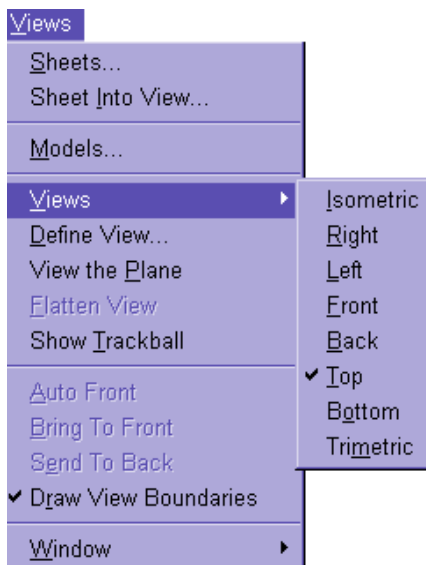 Views
Sheets...
Sheet Into View...
Models...
Views
Define View...
View the Plane
Flatten View
Show Trackball
Auto Front
Bring To Front
Send To Back
Draw View Boundaries
Window
Isometric
Right
Left
Front
Back
Top
Bottom
Trimetric